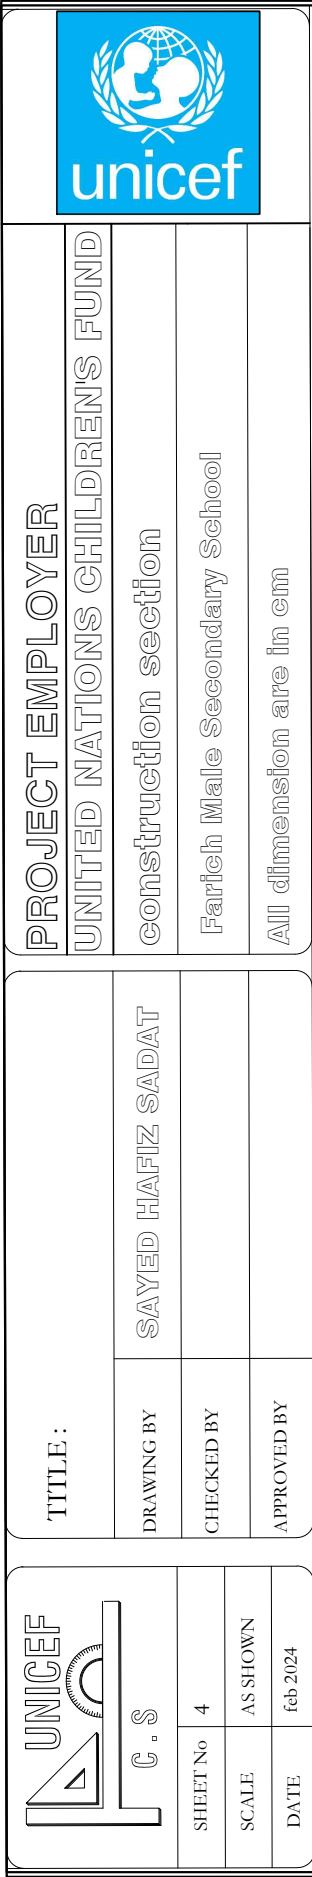 unicef
PROJECT EMPLOYER
UNITED NATIONS CHILDREN'S FUND
construction section
Farich Male Secondary School
All dimension are in cm
TITLE :
DRAWING BY SAYED HAFIZ SADAT
CHECKED BY
APPROVED BY
UNICEF
C . S
SHEET No 4
SCALE AS SHOWN
DATE feb 2024